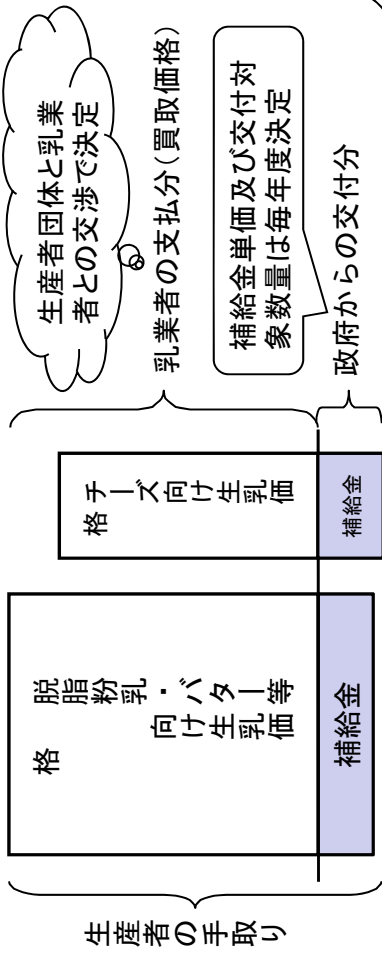 生産者団体と乳業
者との交渉で決定
乳業者の支払分(買取価格)
補給金単価及び交付対
象数量は毎年度決定
政府からの交付分
チーズ向け生乳価
格
補給金
脱脂粉乳・バター等
向け生乳価
格
補給金
生産者の手取り